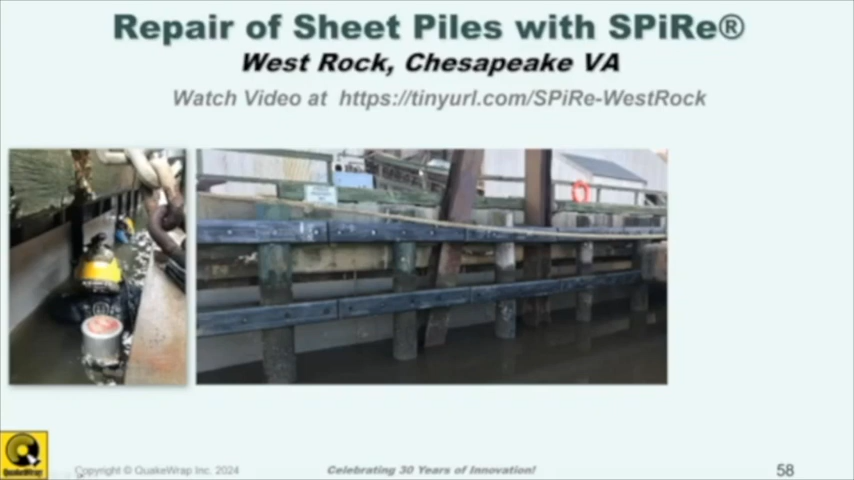 Repair of Sheet Piles with SPiRe®
West Rock, Chesapeake VA
Watch Video at https://tinyurl.com/SPiRe-WestRock
QuakeWrap
Copyright © QuakeWrap Inc. 2024
Celebrating 30 Years of Innovation!
58